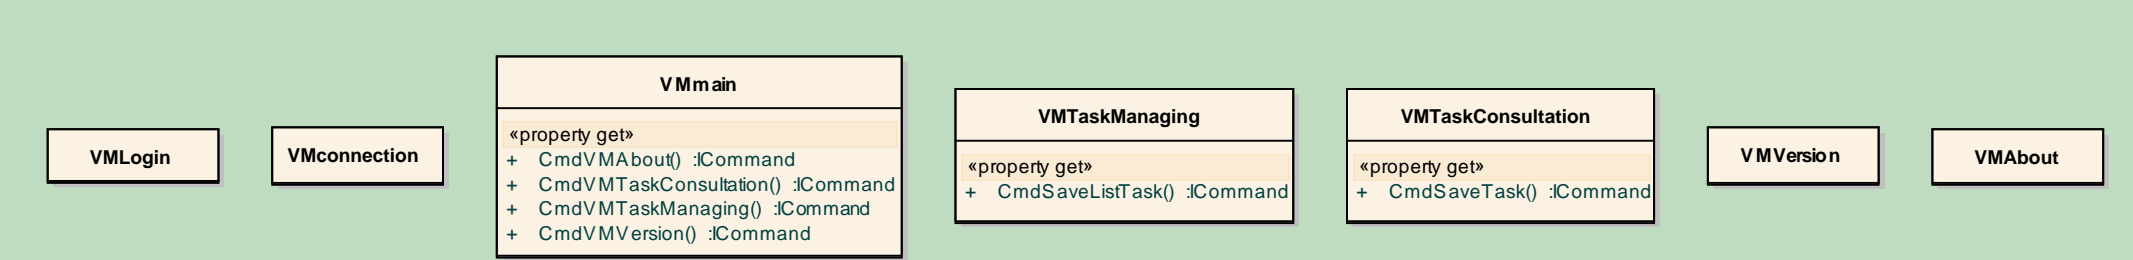 VMLogin
VMconnection
VMmain
«property get»
+ CmdVMAbout() :ICommand
+ CmdVMTaskConsultation() :ICommand
+ CmdVMTaskManaging() :ICommand
+ CmdVMVersion() :ICommand
VMTaskManaging
«property get»
+ CmdSaveListTask() :ICommand
VMTaskConsultation
«property get»
+ CmdSaveTask() :ICommand
VMVersion
VMAbout